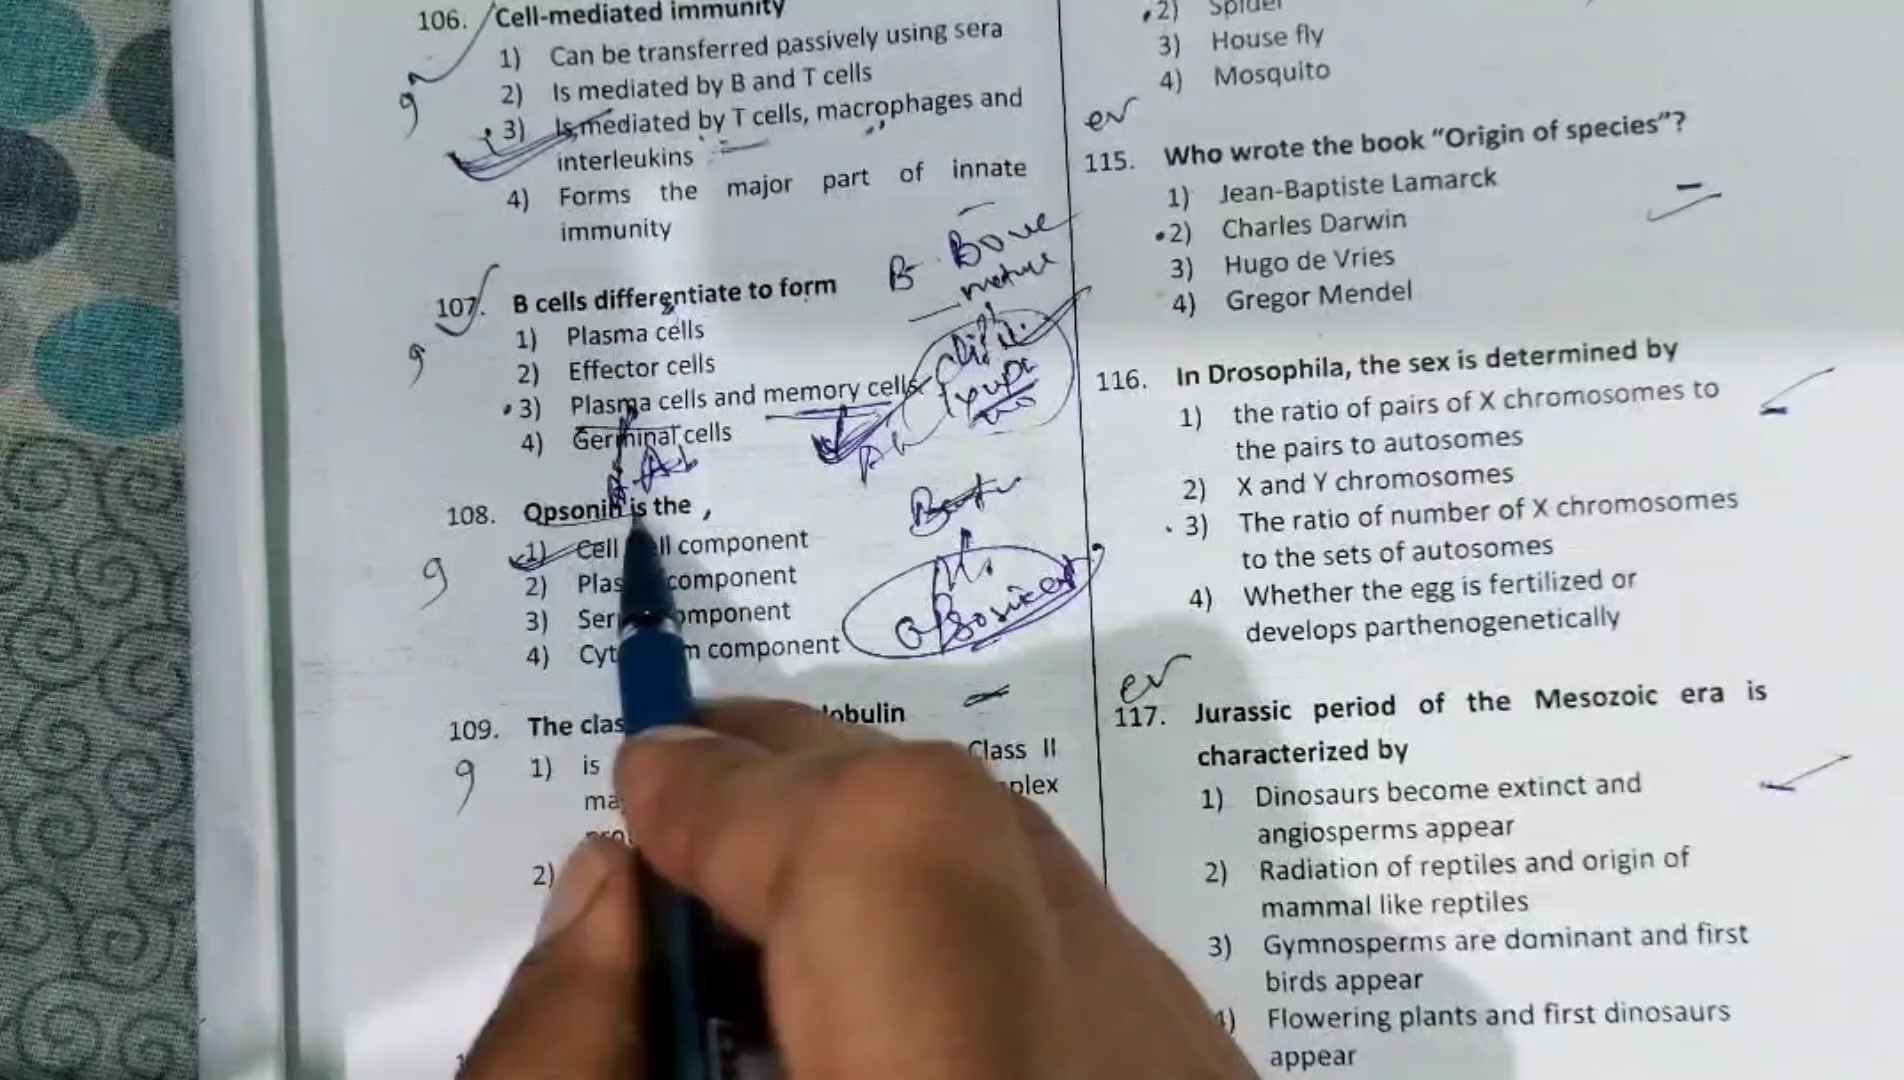 106. Cell-mediated immunity
1) Can be transferred passively using sera
2) Is mediated by B and T cells
3) Is mediated by T cells, macrophages and
interleukins
4) Forms the major part of innate
immunity
B Bone
107. B cells differentiate to form
1) Plasma cells
2) Effector cells
3) Plasma cells and memory cells
4) Germinal cells
Ab
108. Qpsonin is the
1) Cell component
2) component
3) component
4) component
109. The
1) is Class II
2)
2) Spider
3) House fly
4) Mosquito
ev
115. Who wrote the book “Origin of species”?
1) Jean-Baptiste Lamarck
2) Charles Darwin
3) Hugo de Vries
4) Gregor Mendel
116. In Drosophila, the sex is determined by
1) the ratio of pairs of X chromosomes to
the pairs to autosomes
2) X and Y chromosomes
3) The ratio of number of X chromosomes
to the sets of autosomes
4) Whether the egg is fertilized or
develops parthenogenetically
ev
117. Jurassic period of the Mesozoic era is
characterized by
1) Dinosaurs become extinct and
angiosperms appear
2) Radiation of reptiles and origin of
mammal like reptiles
3) Gymnosperms are dominant and first
birds appear
4) Flowering plants and first dinosaurs
appear